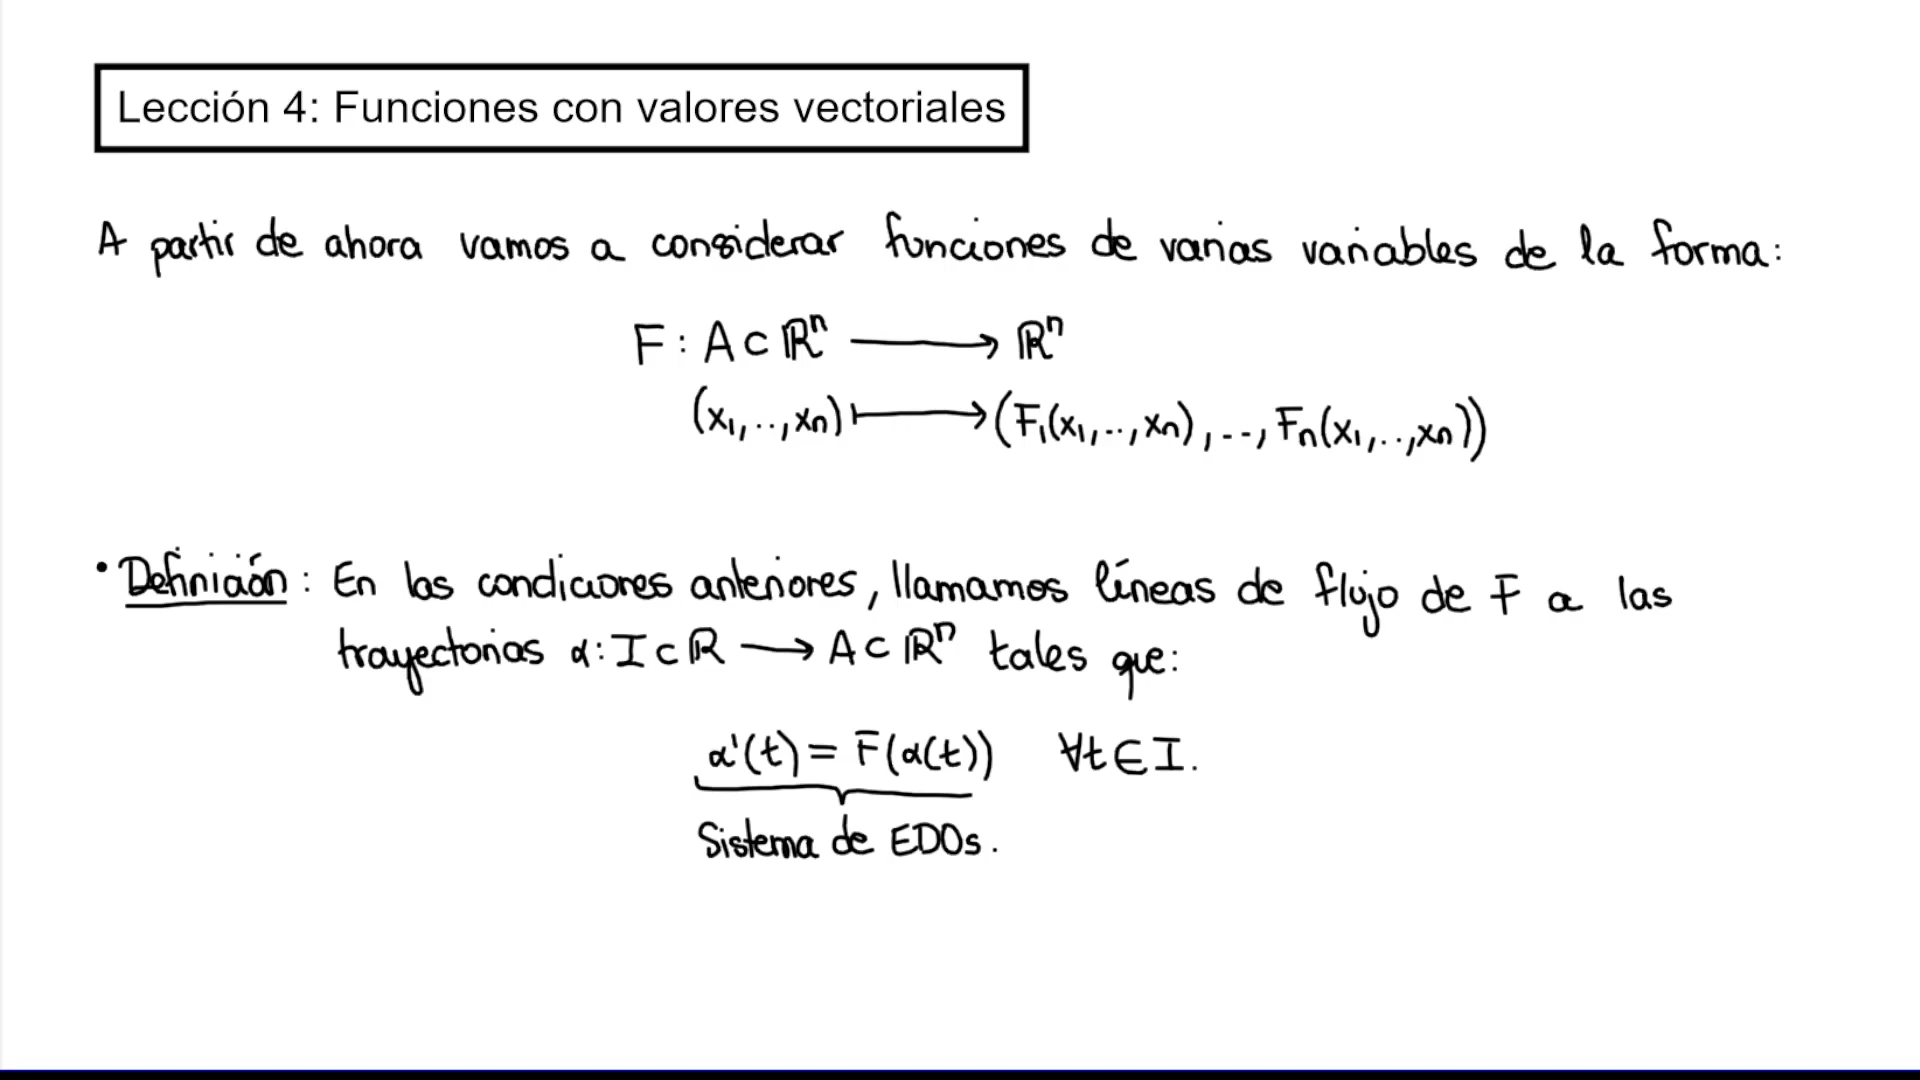 Lección 4: Funciones con valores vectoriales
A partir de ahora vamos a considerar funciones de varias variables de la forma:
F : A ⊂ ℝⁿ ⟶ ℝⁿ
(x₁,..,xₙ) ⟼ (F₁(x₁,..,xₙ),--,Fₙ(x₁,..,xₙ))
• Definición : En las condiciones anteriores, llamamos líneas de flujo de F a las
trayectorias α: I ⊂ ℝ ⟶ A ⊂ ℝⁿ tales que:
α'(t) = F(α(t)) ∀t ∈ I.
Sistema de EDOs.